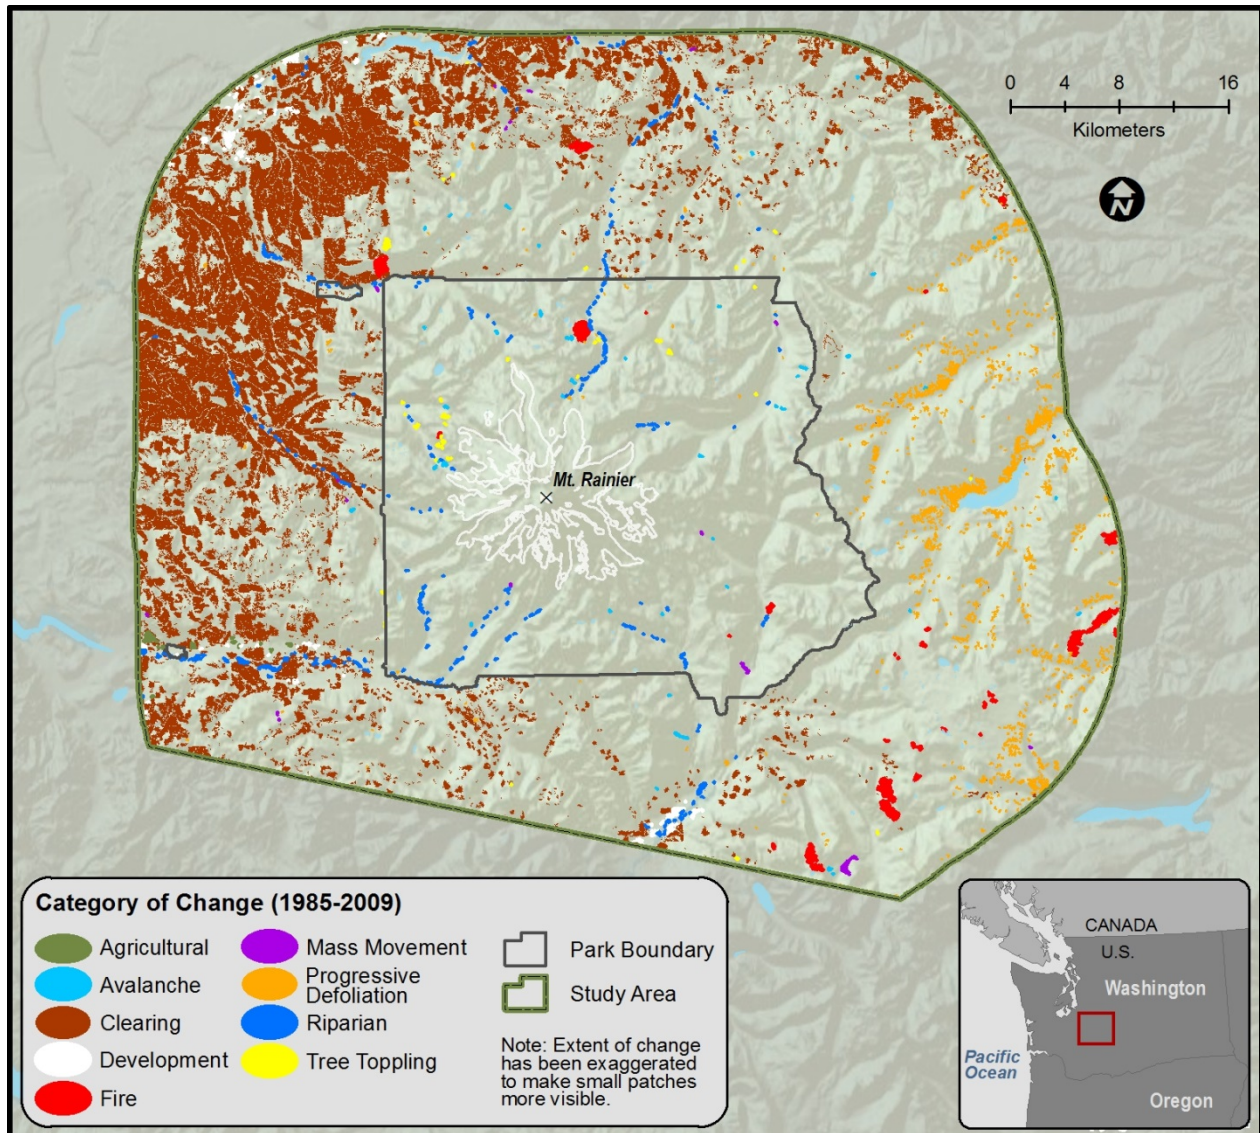 0 4 8 16
Kilometers
N
Mt. Rainier
Category of Change (1985-2009)
Agricultural
Avalanche
Clearing
Development
Fire
Mass Movement
Progressive
Defoliation
Riparian
Tree Toppling
Park Boundary
Study Area
Note: Extent of change
has been exaggerated
to make small patches
more visible.
CANADA
U.S.
Washington
Pacific
Ocean
Oregon